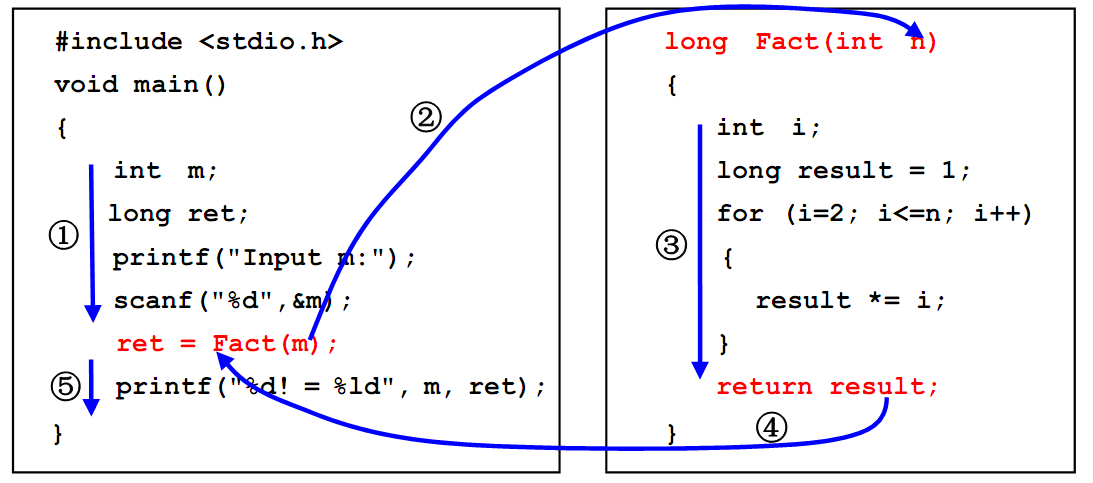 #include <stdio.h>
void main()
{
int m;
long ret;
printf("Input m:");
scanf("%d",&m);
ret = Fact(m);
printf("%d! = %ld", m, ret);
}
①
②
⑤
long Fact(int n)
{
int i;
long result = 1;
for (i=2; i<=n; i++)
{
result *= i;
}
return result;
}
③
④